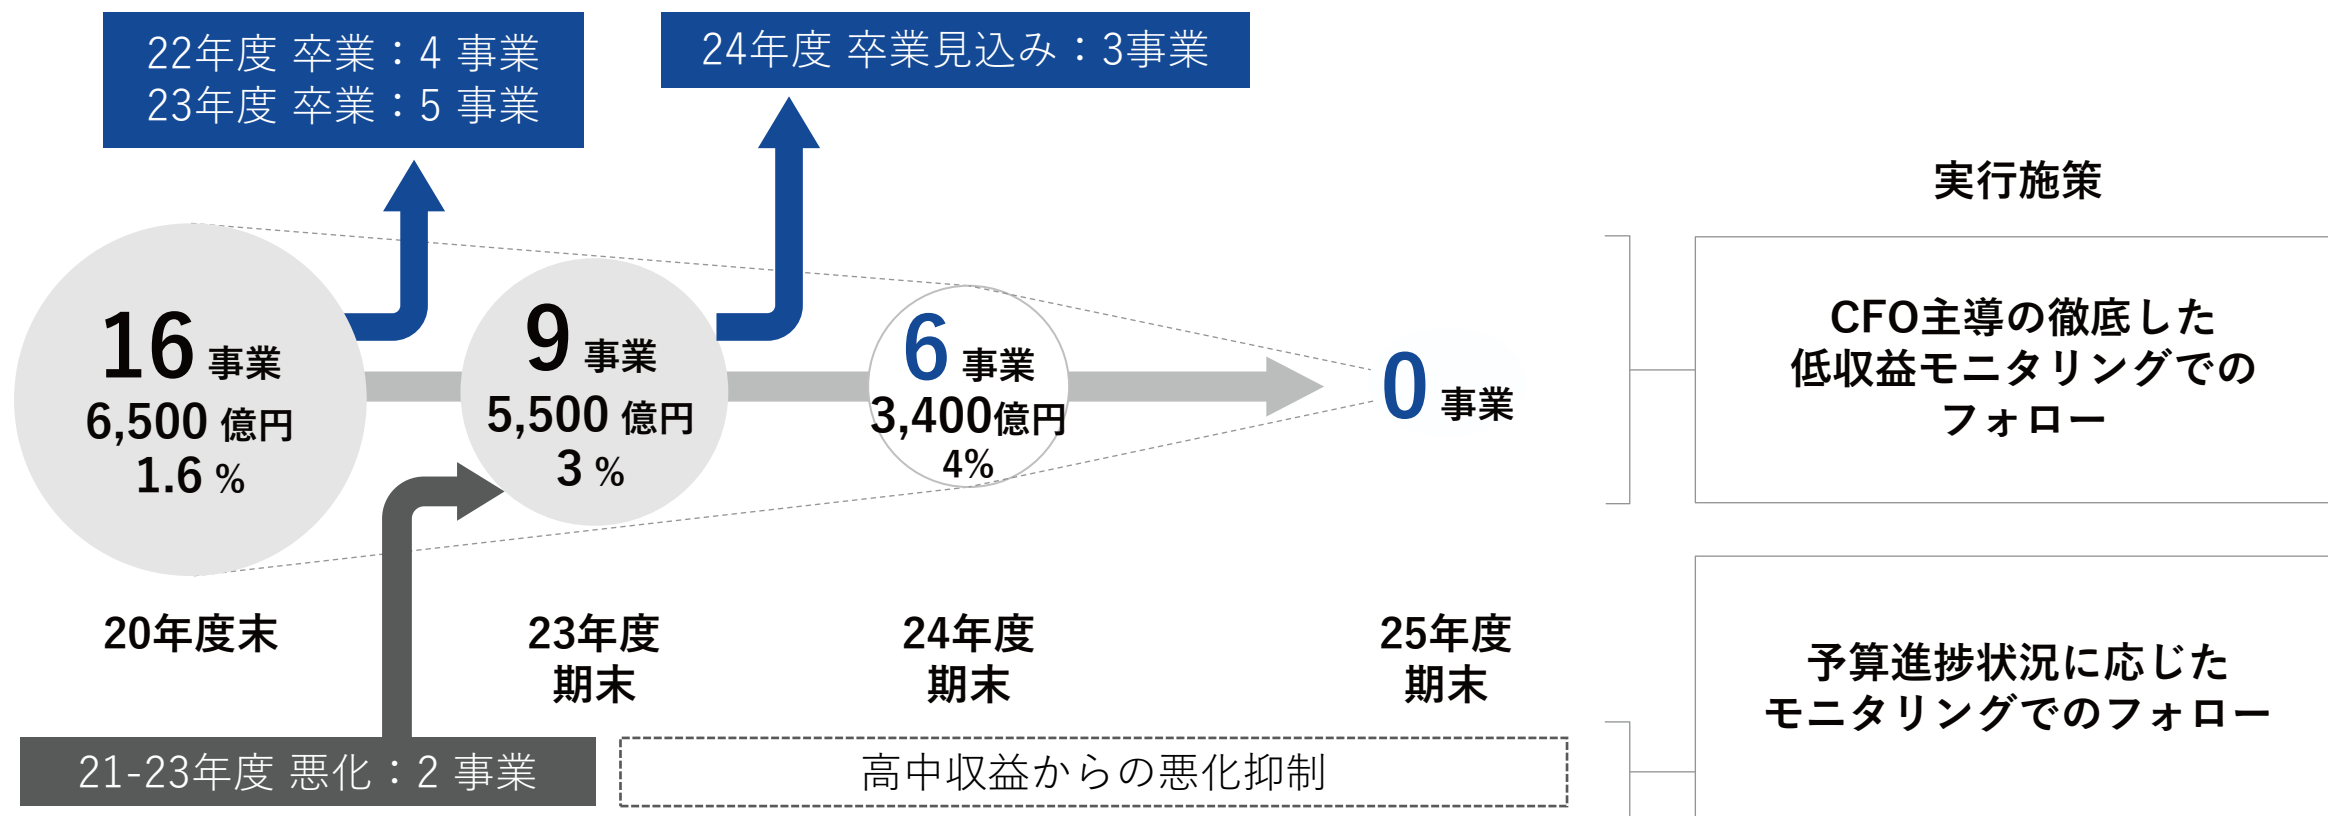 22年度 卒業：4 事業
23年度 卒業：5 事業
24年度 卒業見込み：3事業
実行施策
16 事業
6,500 億円
1.6 %
9 事業
5,500 億円
3 %
6 事業
3,400億円
4%
0 事業
CFO主導の徹底した
低収益モニタリングでの
フォロー
20年度末
23年度
期末
24年度
期末
25年度
期末
予算進捗状況に応じた
モニタリングでのフォロー
21-23年度 悪化：2 事業
高中収益からの悪化抑制